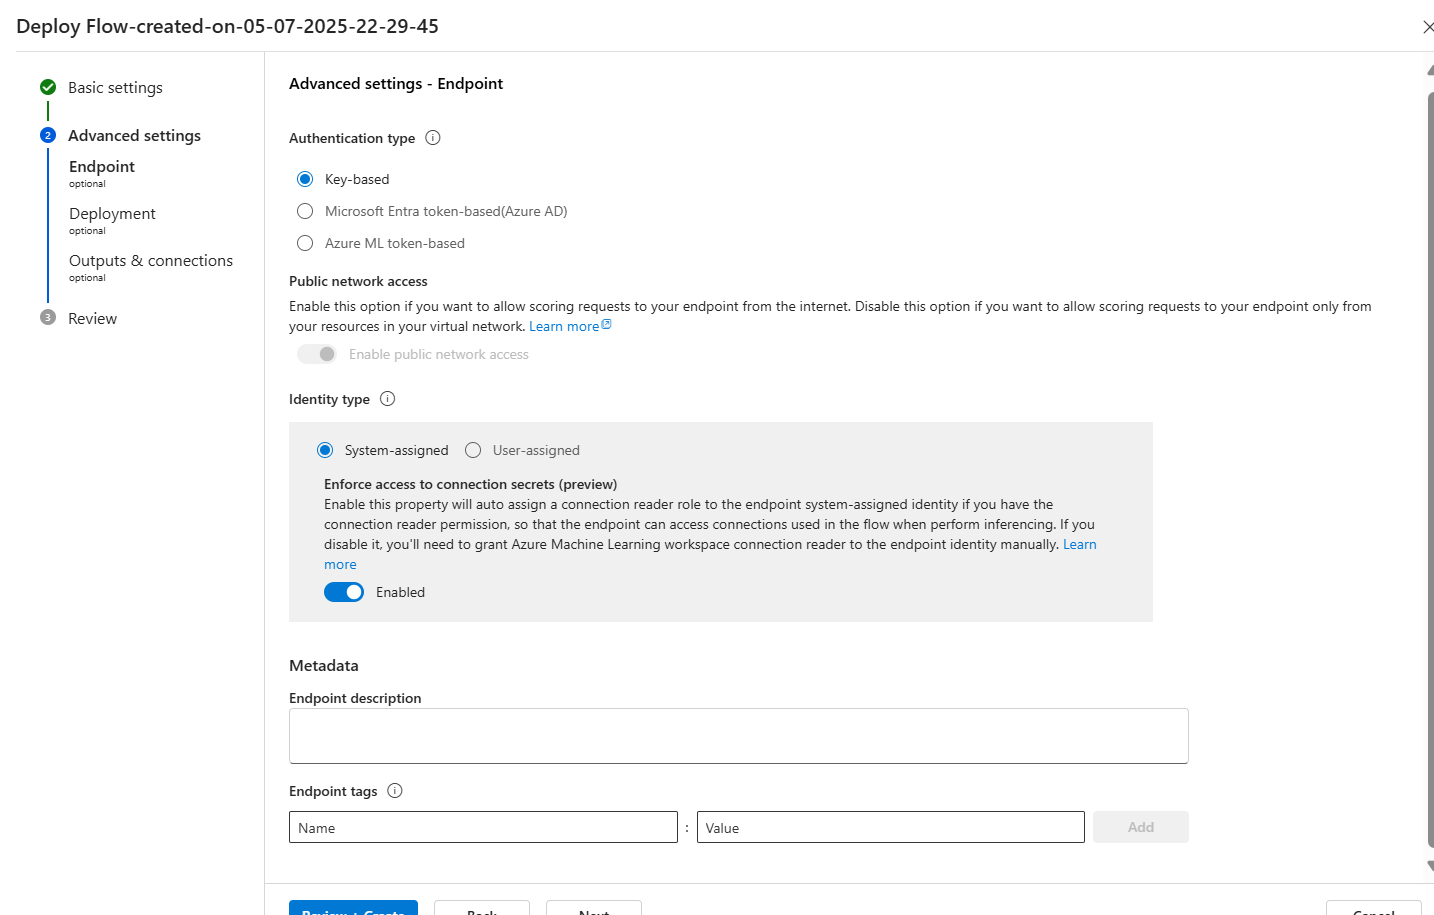 Deploy Flow-created-on-05-07-2025-22-29-45
Basic settings
2
Advanced settings
Endpoint
optional
Deployment
optional
Outputs & connections
optional
3
Review
Advanced settings - Endpoint
Authentication type
Key-based
Microsoft Entra token-based(Azure AD)
Azure ML token-based
Public network access
Enable this option if you want to allow scoring requests to your endpoint from the internet. Disable this option if you want to allow scoring requests to your endpoint only from
your resources in your virtual network. Learn more
Enable public network access
Identity type
System-assigned User-assigned
Enforce access to connection secrets (preview)
Enable this property will auto assign a connection reader role to the endpoint system-assigned identity if you have the
connection reader permission, so that the endpoint can access connections used in the flow when perform inferencing. If you
disable it, you'll need to grant Azure Machine Learning workspace connection reader to the endpoint identity manually. Learn
more
Enabled
Metadata
Endpoint description
Endpoint tags
Name : Value Add
Review + Create Back Next Cancel